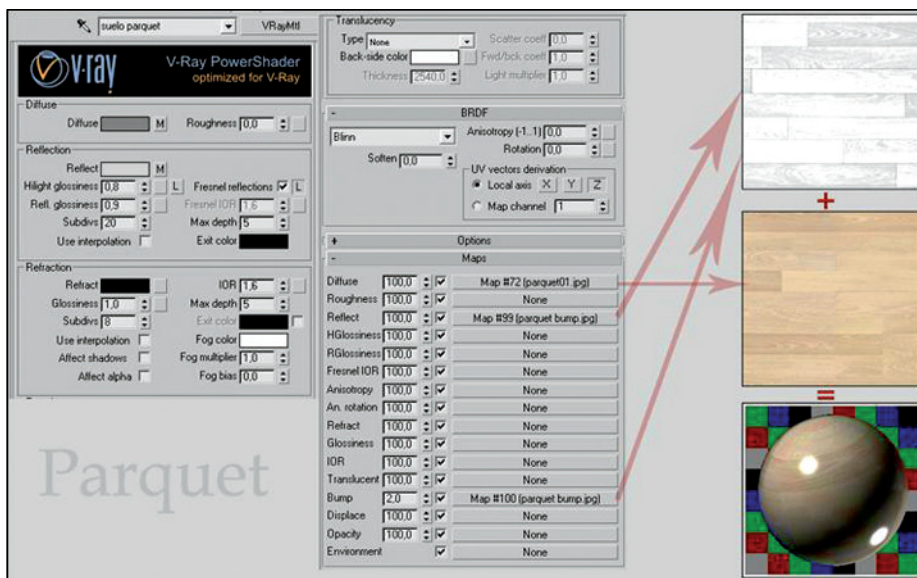 suelo parquet VRayMtl
v·ray V-Ray PowerShader
optimized for V-Ray
Diffuse
Diffuse M Roughness 0,0
Reflection
Reflect M
Hilight glossiness 0,8 L Fresnel reflections L
Refl. glossiness 0,9 Fresnel IOR 1,6
Subdivs 20 Max depth 5
Use interpolation Exit color
Refraction
Refract IOR 1,6
Glossiness 1,0 Max depth 5
Subdivs 8 Exit color
Use interpolation Fog color
Affect shadows Fog multiplier 1,0
Affect alpha Fog bias 0,0
Parquet
Translucency
Type None Scatter coeff 0,0
Back-side color Fwd/bck coeff 1,0
Thickness 2540,0 Light multiplier 1,0
- BRDF
Blinn Anisotropy (-1..1) 0,0
Rotation 0,0
Soften 0,0
UV vectors derivation
Local axis X Y Z
Map channel 1
+ Options
- Maps
Diffuse 100,0 Map #72 (parquet01.jpg)
Roughness 100,0 None
Reflect 100,0 Map #99 (parquet bump.jpg)
HGlossiness 100,0 None
RGlossiness 100,0 None
Fresnel IOR 100,0 None
Anisotropy 100,0 None
An. rotation 100,0 None
Refract 100,0 None
Glossiness 100,0 None
IOR 100,0 None
Translucent 100,0 None
Bump 2,0 Map #100 (parquet bump.jpg)
Displace 100,0 None
Opacity 100,0 None
Environment None
+
=